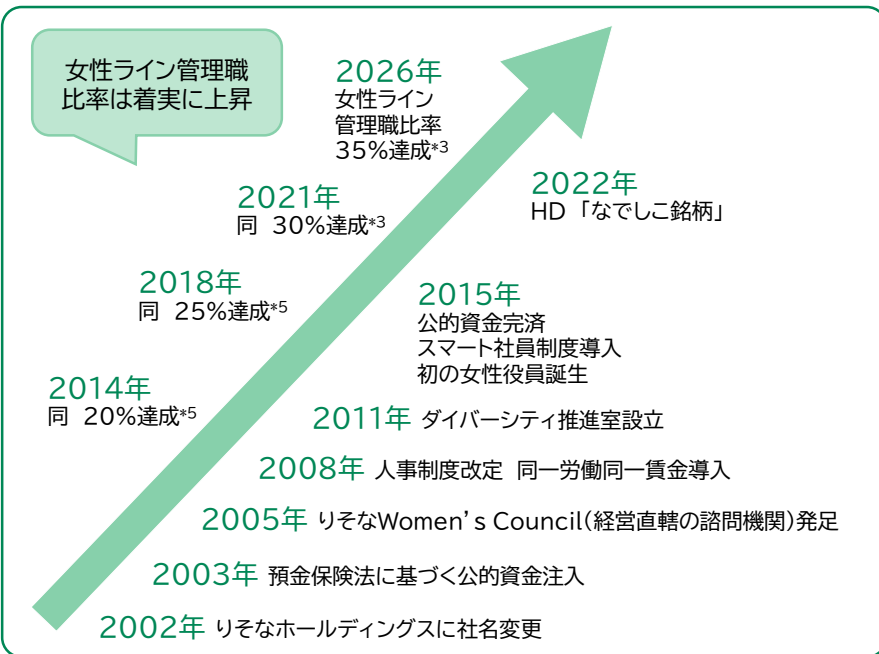 女性ライン管理職
比率は着実に上昇
2026年
女性ライン
管理職比率
35%達成*3
2021年
同 30%達成*3
2018年
同 25%達成*5
2014年
同 20%達成*5
2022年
HD 「なでしこ銘柄」
2015年
公的資金完済
スマート社員制度導入
初の女性役員誕生
2011年 ダイバーシティ推進室設立
2008年 人事制度改定 同一労働同一賃金導入
2005年 りそなWomen's Council(経営直轄の諮問機関)発足
2003年 預金保険法に基づく公的資金注入
2002年 りそなホールディングスに社名変更